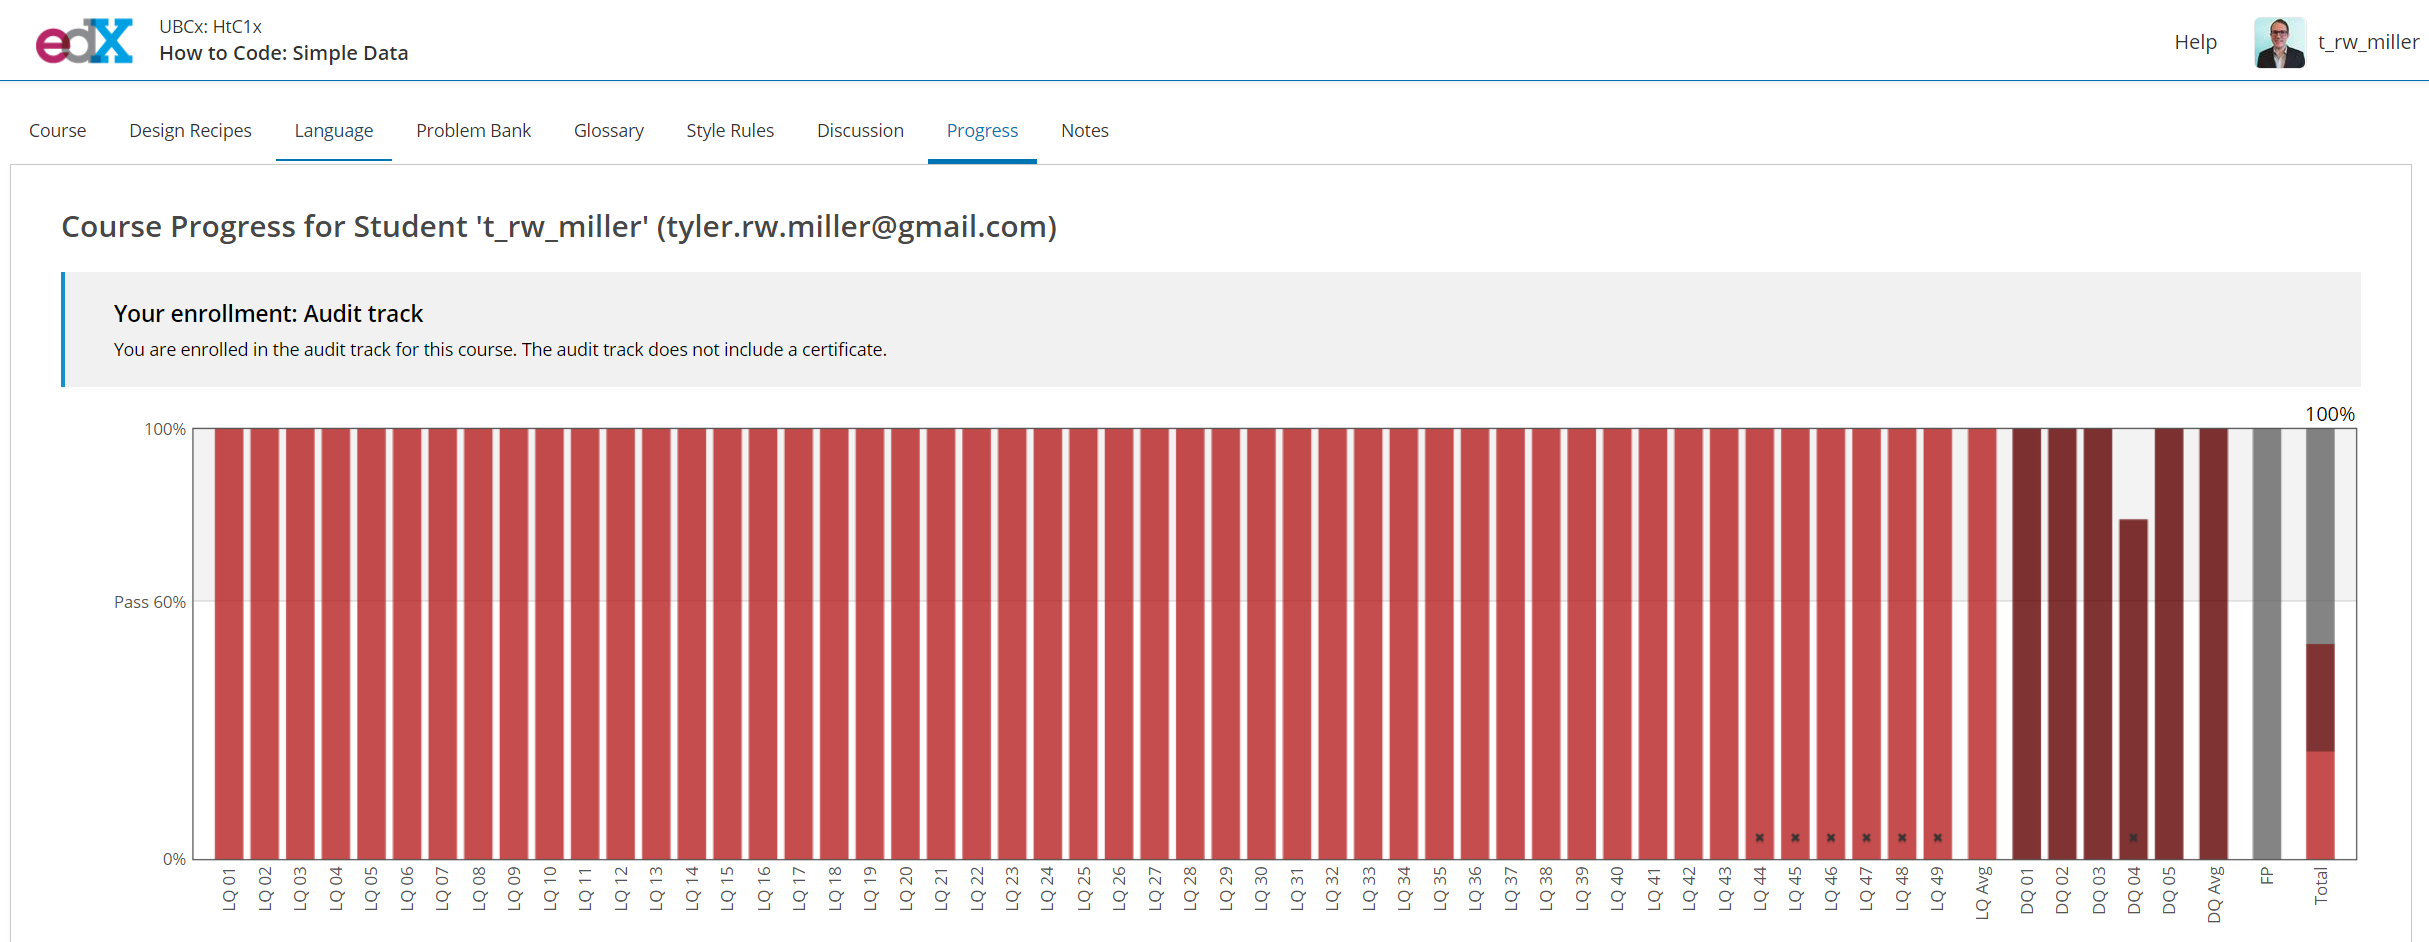 edX
UBCx: HtC1x
How to Code: Simple Data
Help
t_rw_miller
Course Design Recipes Language Problem Bank Glossary Style Rules Discussion Progress Notes
Course Progress for Student 't_rw_miller' (tyler.rw.miller@gmail.com)
Your enrollment: Audit track
You are enrolled in the audit track for this course. The audit track does not include a certificate.
100%
100%
Pass 60%
0%
LQ 01
LQ 02
LQ 03
LQ 04
LQ 05
LQ 06
LQ 07
LQ 08
LQ 09
LQ 10
LQ 11
LQ 12
LQ 13
LQ 14
LQ 15
LQ 16
LQ 17
LQ 18
LQ 19
LQ 20
LQ 21
LQ 22
LQ 23
LQ 24
LQ 25
LQ 26
LQ 27
LQ 28
LQ 29
LQ 30
LQ 31
LQ 32
LQ 33
LQ 34
LQ 35
LQ 36
LQ 37
LQ 38
LQ 39
LQ 40
LQ 41
LQ 42
LQ 43
LQ 44
LQ 45
LQ 46
LQ 47
LQ 48
LQ 49
LQ Avg
DQ 01
DQ 02
DQ 03
DQ 04
DQ 05
DQ Avg
FP
Total